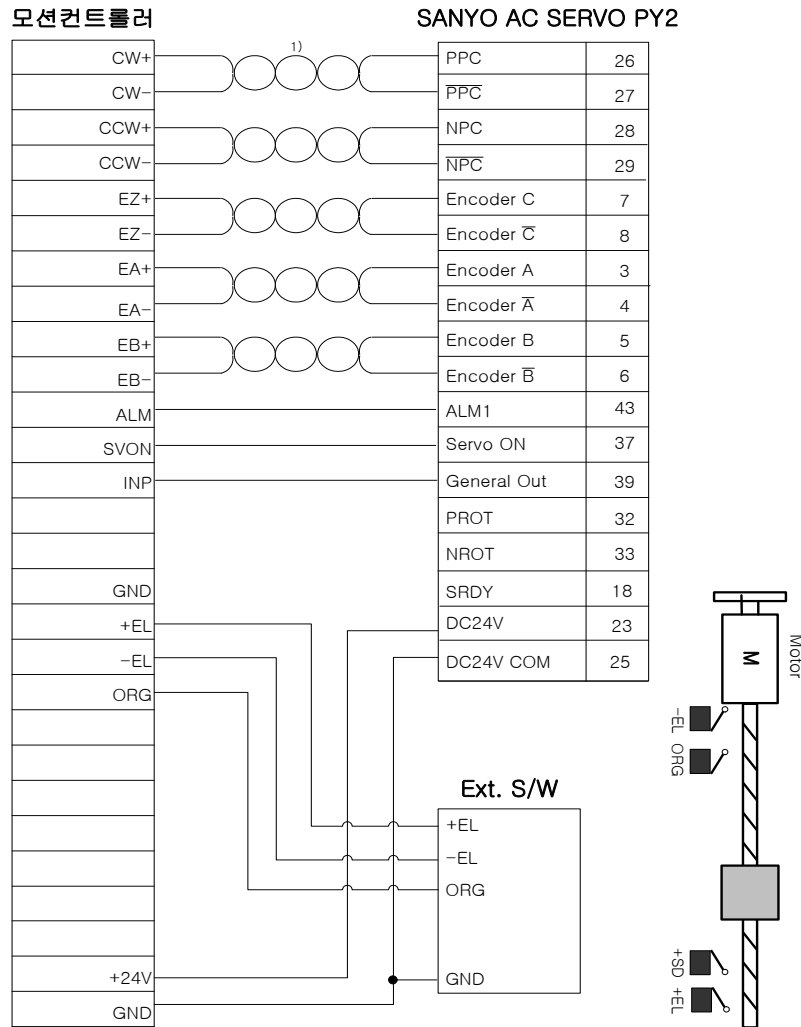 모션컨트롤러
SANYO AC SERVO PY2
1)
CW+ PPC 26
CW- P̅P̅C̅ 27
CCW+ NPC 28
CCW- N̅P̅C̅ 29
EZ+ Encoder C 7
EZ- Encoder C̅ 8
EA+ Encoder A 3
EA- Encoder A̅ 4
EB+ Encoder B 5
EB- Encoder B̅ 6
ALM ALM1 43
SVON Servo ON 37
INP General Out 39
PROT 32
NROT 33
GND SRDY 18
+EL DC24V 23
-EL DC24V COM 25
ORG
Ext. S/W
+EL
-EL
ORG
+24V GND
GND
Motor
M
-EL
ORG
+SD
+EL